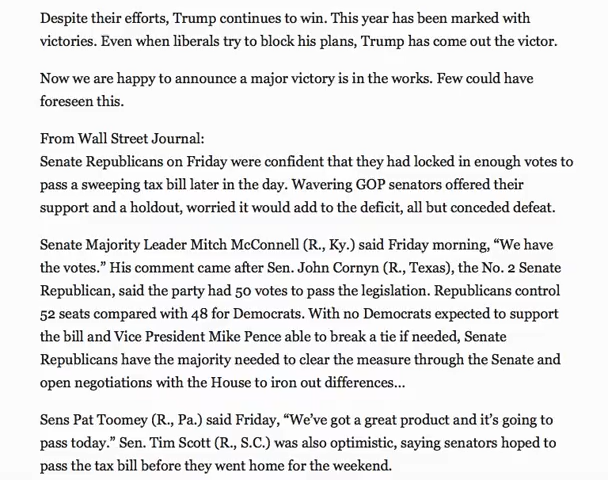 Despite their efforts, Trump continues to win. This year has been marked with
victories. Even when liberals try to block his plans, Trump has come out the victor.
Now we are happy to announce a major victory is in the works. Few could have
foreseen this.
From Wall Street Journal:
Senate Republicans on Friday were confident that they had locked in enough votes to
pass a sweeping tax bill later in the day. Wavering GOP senators offered their
support and a holdout, worried it would add to the deficit, all but conceded defeat.
Senate Majority Leader Mitch McConnell (R., Ky.) said Friday morning, “We have
the votes.” His comment came after Sen. John Cornyn (R., Texas), the No. 2 Senate
Republican, said the party had 50 votes to pass the legislation. Republicans control
52 seats compared with 48 for Democrats. With no Democrats expected to support
the bill and Vice President Mike Pence able to break a tie if needed, Senate
Republicans have the majority needed to clear the measure through the Senate and
open negotiations with the House to iron out differences…
Sens Pat Toomey (R., Pa.) said Friday, “We’ve got a great product and it’s going to
pass today.” Sen. Tim Scott (R., S.C.) was also optimistic, saying senators hoped to
pass the tax bill before they went home for the weekend.